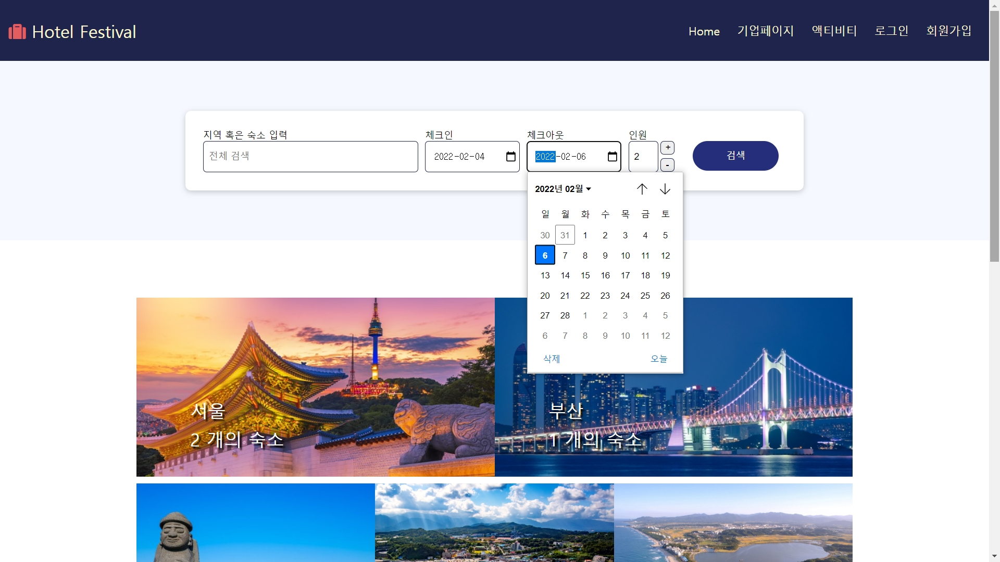 Hotel Festival
Home 기업페이지 액티비티 로그인 회원가입
지역 혹은 숙소 입력 체크인 체크아웃 인원
전체 검색 2022-02-04 2022-02-06 2 + - 검색
2022년 02월
일 월 화 수 목 금 토
30 31 1 2 3 4 5
6 7 8 9 10 11 12
13 14 15 16 17 18 19
20 21 22 23 24 25 26
27 28 1 2 3 4 5
6 7 8 9 10 11 12
삭제 오늘
서울
2 개의 숙소
부산
1 개의 숙소